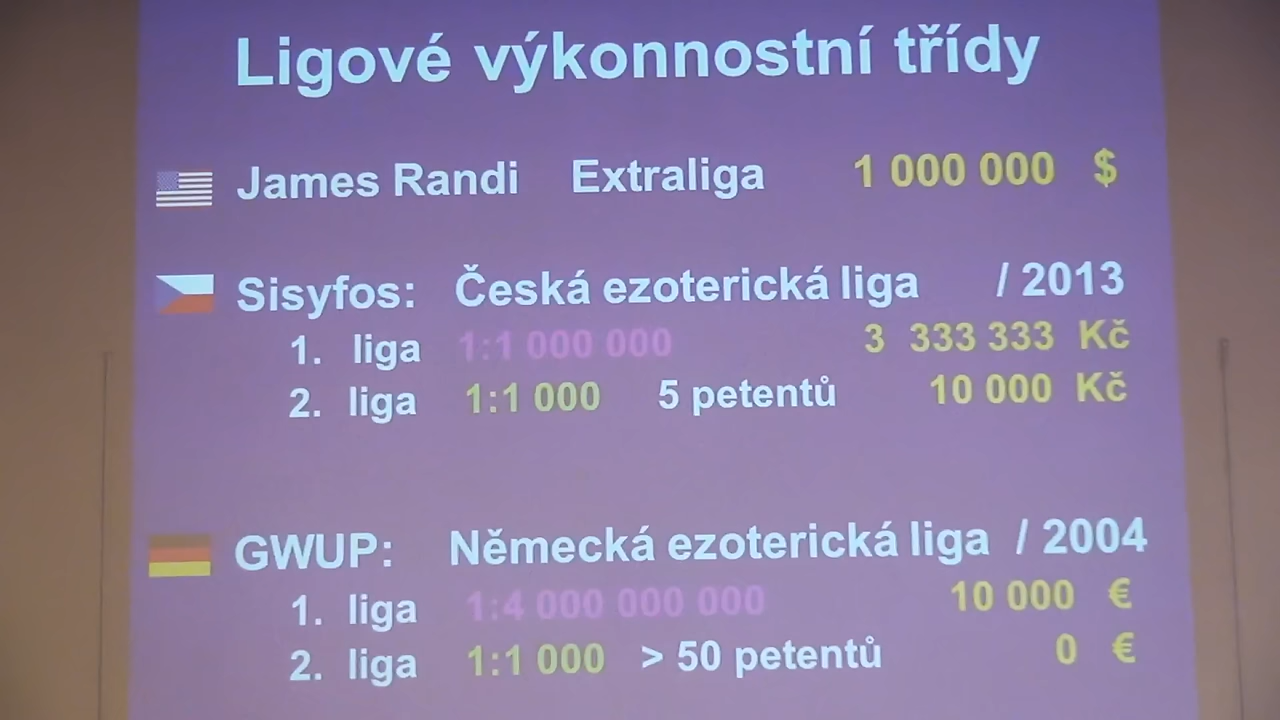 Ligové výkonnostní třídy
James Randi Extraliga 1 000 000 $
Sisyfos: Česká ezoterická liga / 2013
1. liga 1:1 000 000 3 333 333 Kč
2. liga 1:1 000 5 petentů 10 000 Kč
GWUP: Německá ezoterická liga / 2004
1. liga 1:4 000 000 000 10 000 €
2. liga 1:1 000 > 50 petentů 0 €